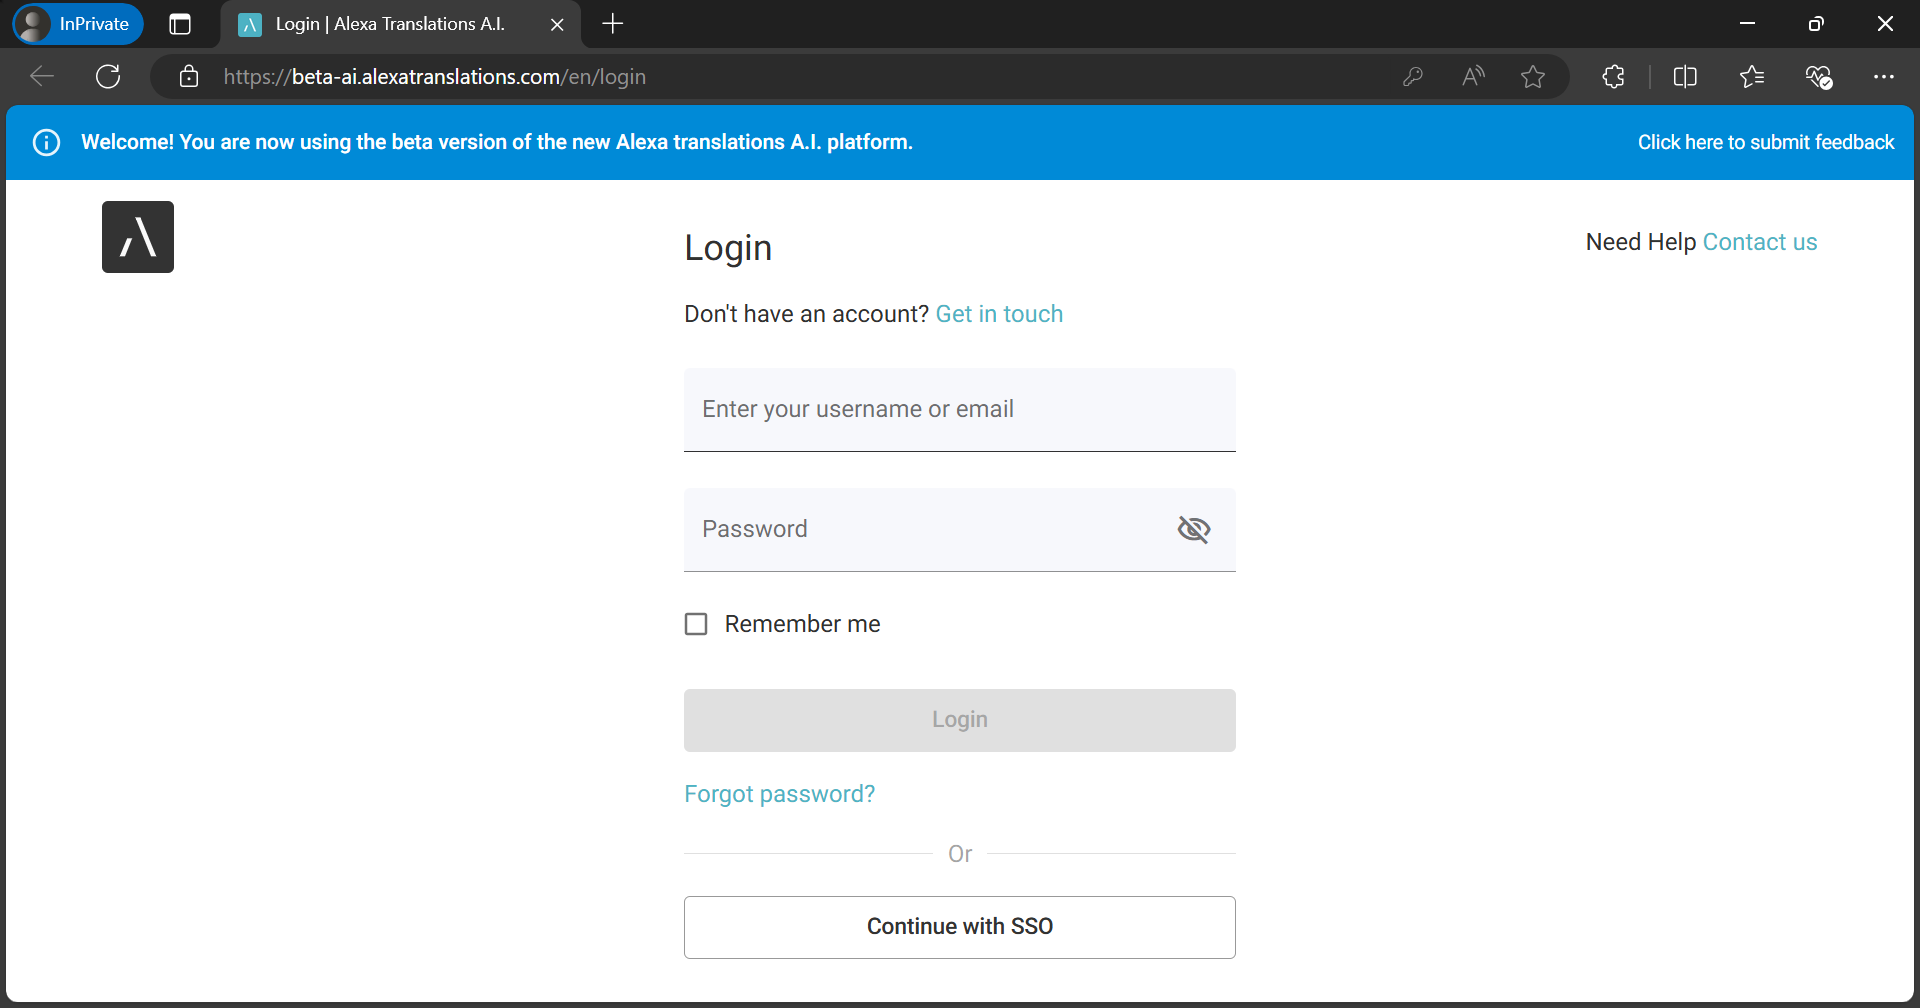 InPrivate
Login | Alexa Translations A.I.
https://beta-ai.alexatranslations.com/en/login
Welcome! You are now using the beta version of the new Alexa translations A.I. platform.
Click here to submit feedback
Login
Need Help Contact us
Don't have an account? Get in touch
Enter your username or email
Password
Remember me
Login
Forgot password?
Or
Continue with SSO